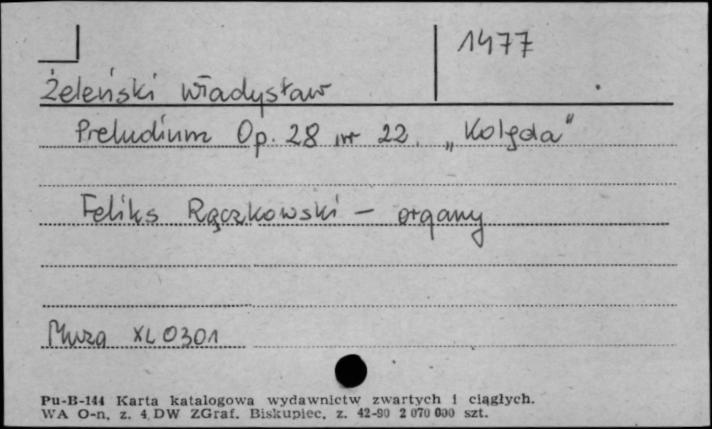 1477
Żeleński Władysław
Preludium Op. 28 nr 22. „Kolęda"
Feliks Rączkowski - organy
Muza XL 0301
Pu-B-144 Karta katalogowa wydawnictw zwartych i ciągłych.
WA O-n, z. 4 DW ZGraf. Biskupiec, z. 42-80 2 070 000 szt.